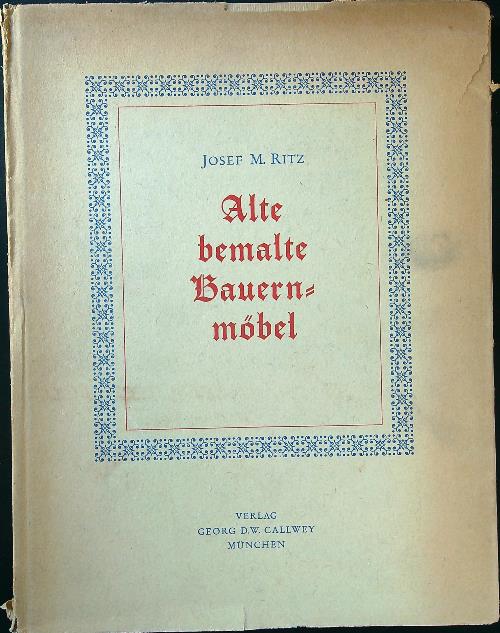 JOSEF M. RITZ
Alte
bemalte
Bauern=
möbel
VERLAG
GEORG D.W. CALLWEY
MÜNCHEN